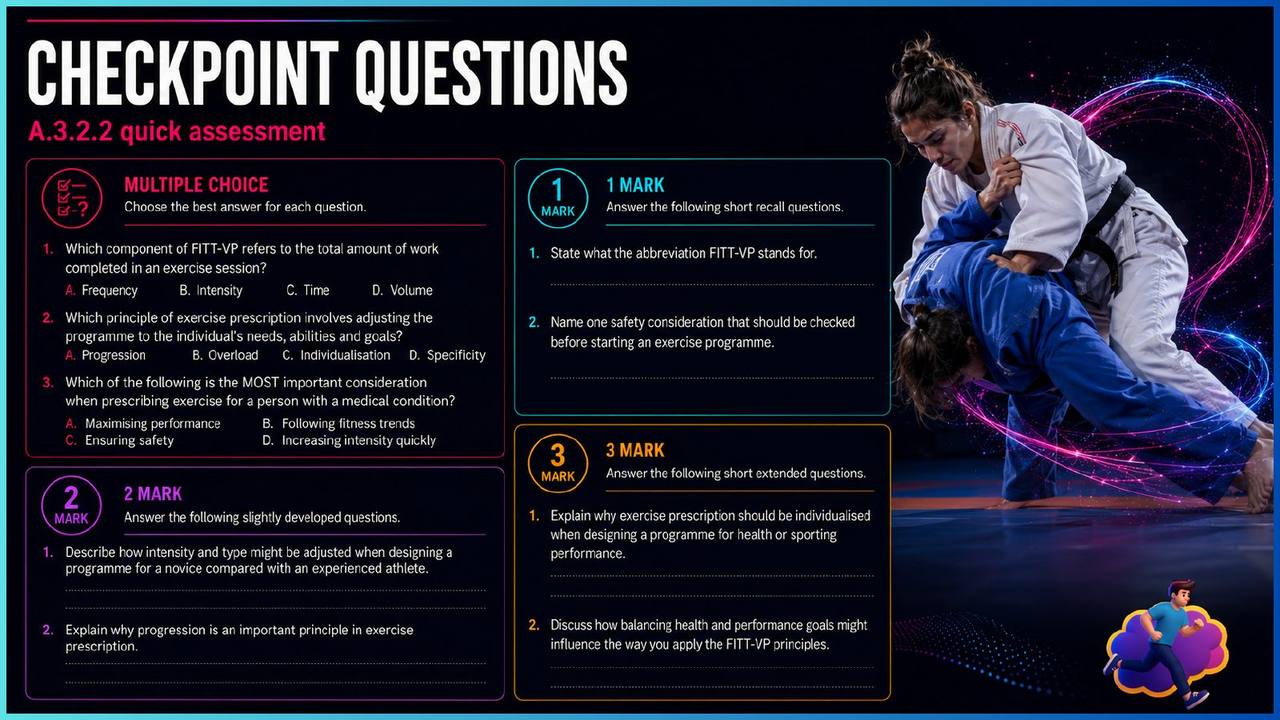 CHECKPOINT QUESTIONS
A.3.2.2 quick assessment
MULTIPLE CHOICE
Choose the best answer for each question.
1. Which component of FITT-VP refers to the total amount of work
completed in an exercise session?
A. Frequency B. Intensity C. Time D. Volume
2. Which principle of exercise prescription involves adjusting the
programme to the individual's needs, abilities and goals?
A. Progression B. Overload C. Individualisation D. Specificity
3. Which of the following is the MOST important consideration
when prescribing exercise for a person with a medical condition?
A. Maximising performance B. Following fitness trends
C. Ensuring safety D. Increasing intensity quickly
1
MARK
1 MARK
Answer the following short recall questions.
1. State what the abbreviation FITT-VP stands for.
2. Name one safety consideration that should be checked
before starting an exercise programme.
2
MARK
2 MARK
Answer the following slightly developed questions.
1. Describe how intensity and type might be adjusted when designing a
programme for a novice compared with an experienced athlete.
2. Explain why progression is an important principle in exercise
prescription.
3
MARK
3 MARK
Answer the following short extended questions.
1. Explain why exercise prescription should be individualised
when designing a programme for health or sporting
performance.
2. Discuss how balancing health and performance goals might
influence the way you apply the FITT-VP principles.